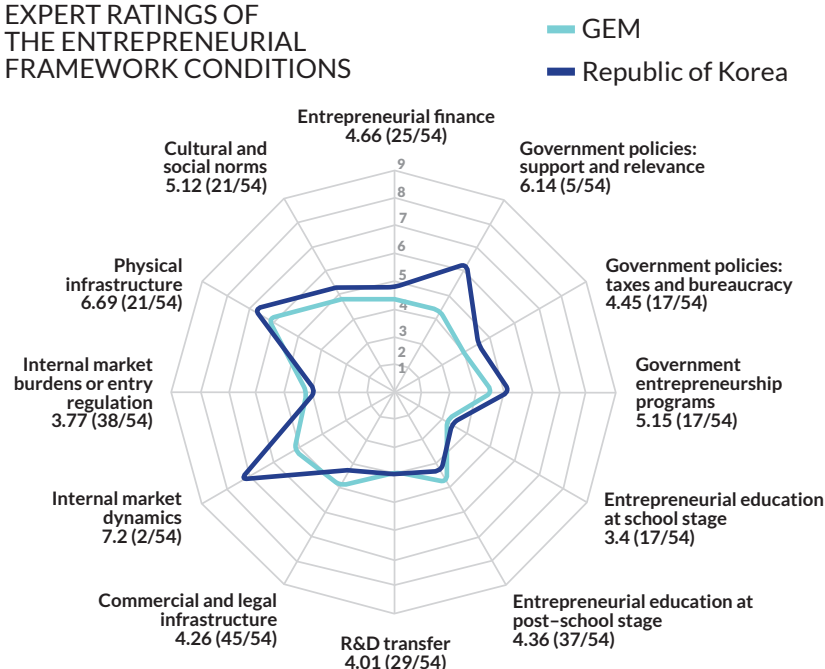 EXPERT RATINGS OF
THE ENTREPRENEURIAL
FRAMEWORK CONDITIONS
GEM
Republic of Korea
Entrepreneurial finance
4.66 (25/54)
Government policies:
support and relevance
6.14 (5/54)
Government policies:
taxes and bureaucracy
4.45 (17/54)
Government
entrepreneurship
programs
5.15 (17/54)
Entrepreneurial education
at school stage
3.4 (17/54)
Entrepreneurial education at
post–school stage
4.36 (37/54)
R&D transfer
4.01 (29/54)
Commercial and legal
infrastructure
4.26 (45/54)
Internal market
dynamics
7.2 (2/54)
Internal market
burdens or entry
regulation
3.77 (38/54)
Physical
infrastructure
6.69 (21/54)
Cultural and
social norms
5.12 (21/54)
9
8
7
6
5
4
3
2
1